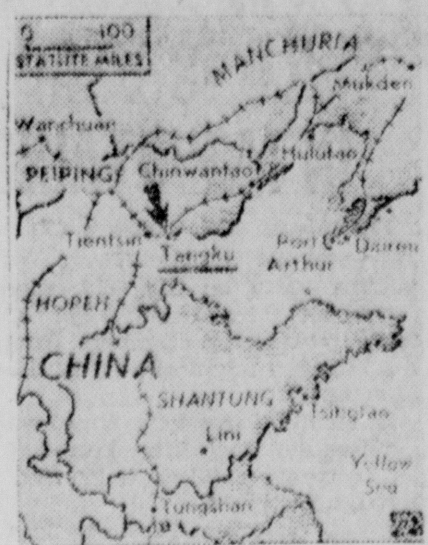 0 100
STATUTE MILES
MANCHURIA
Mukden
Wanchuan
Hulutao
PEIPING
Chinwantao
Tientsin
Tangku
Port Arthur
Dairen
HOPEH
CHINA
SHANTUNG
Tsingtao
Lini
Yellow Sea
Tungshan